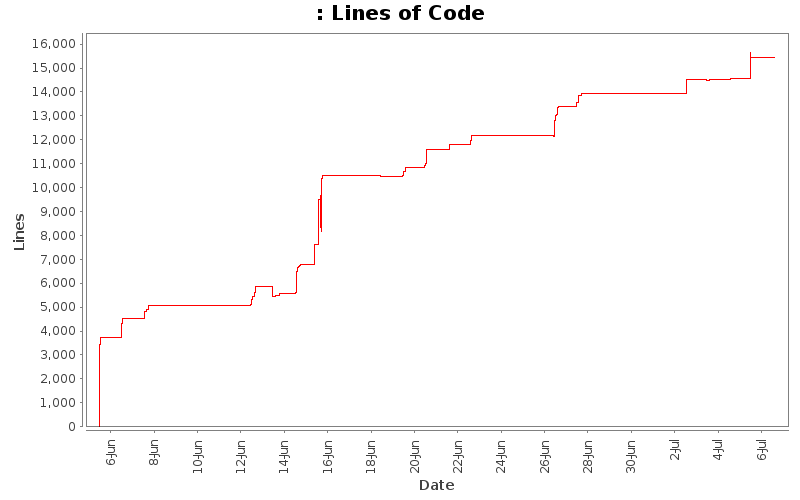 : Lines of Code
16,000
15,000
14,000
13,000
12,000
11,000
10,000
9,000
8,000
7,000
6,000
5,000
4,000
3,000
2,000
1,000
0
Lines
6-Jun
8-Jun
10-Jun
12-Jun
14-Jun
16-Jun
18-Jun
20-Jun
22-Jun
24-Jun
26-Jun
28-Jun
30-Jun
2-Jul
4-Jul
6-Jul
Date